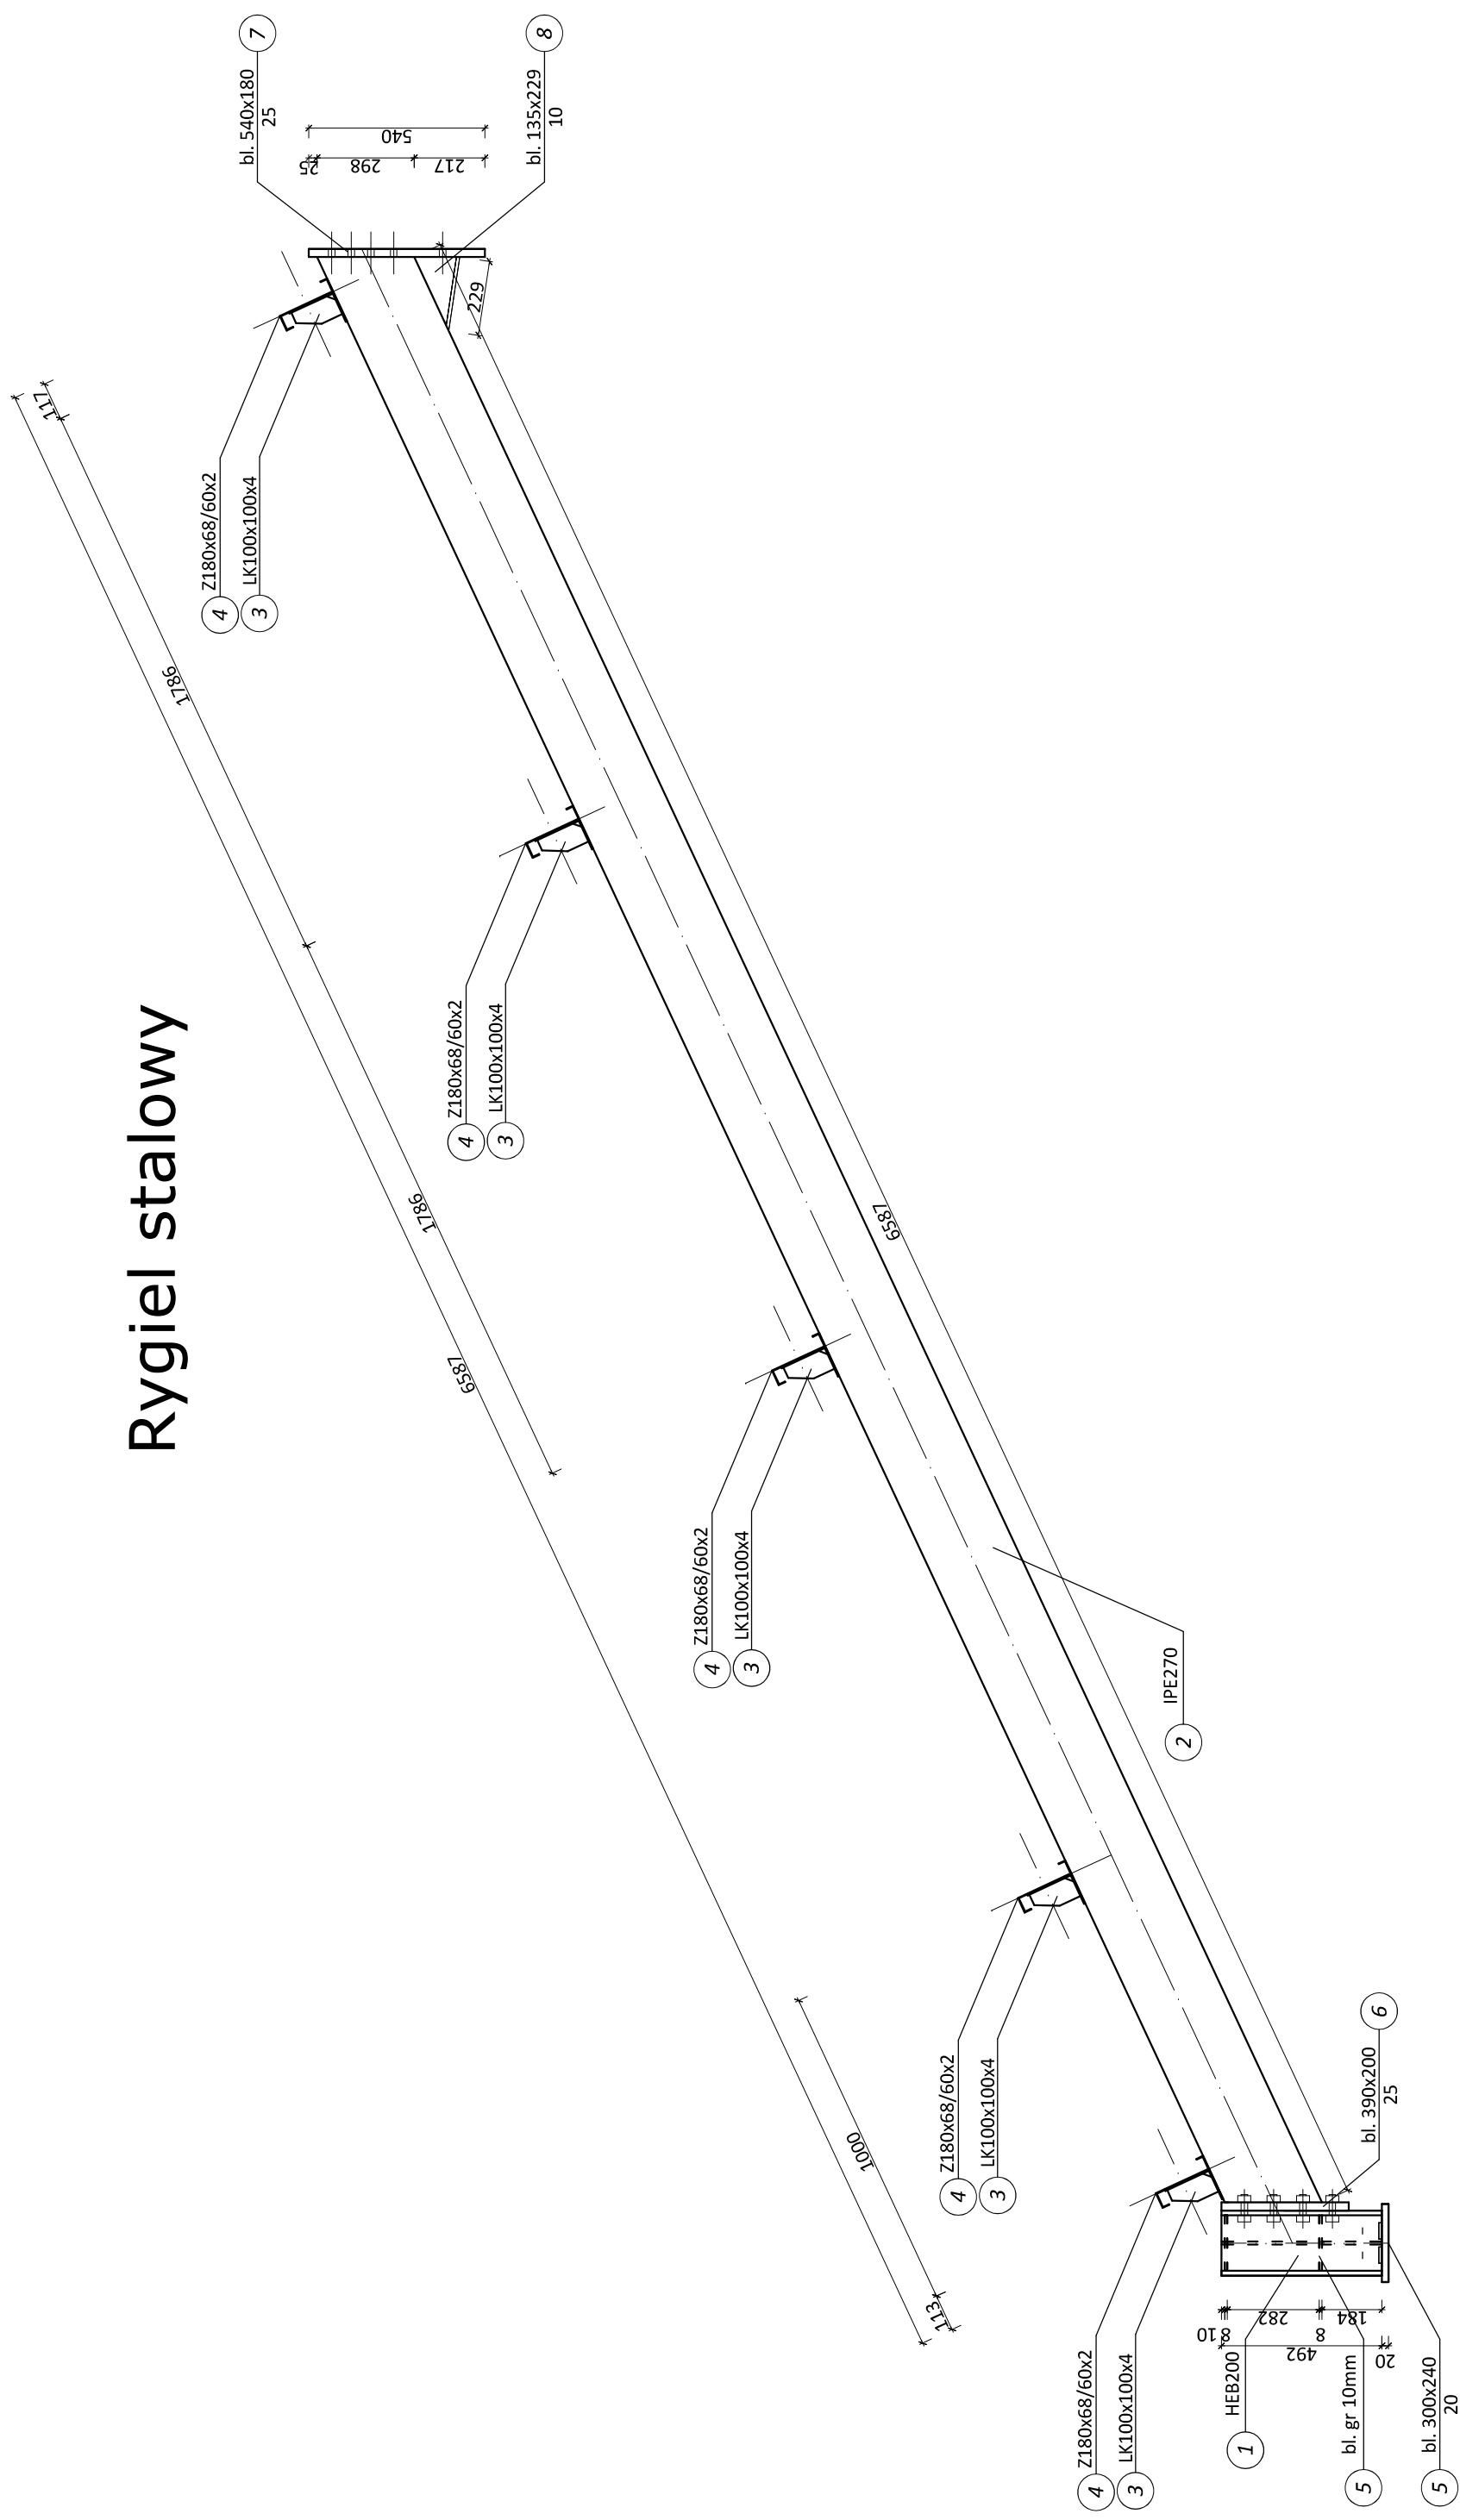 Rygiel stalowy
7
bl. 540x180
25
8
bl. 135x229
10
540
25
298
217
229
117
1786
1786
6587
6587
1000
113
4
Z180x68/60x2
3
LK100x100x4
4
Z180x68/60x2
3
LK100x100x4
4
Z180x68/60x2
3
LK100x100x4
4
Z180x68/60x2
3
LK100x100x4
4
Z180x68/60x2
3
LK100x100x4
2
IPE270
6
bl. 390x200
25
8
10
282
8
184
492
20
1
HEB200
5
bl. gr 10mm
5
bl. 300x240
20